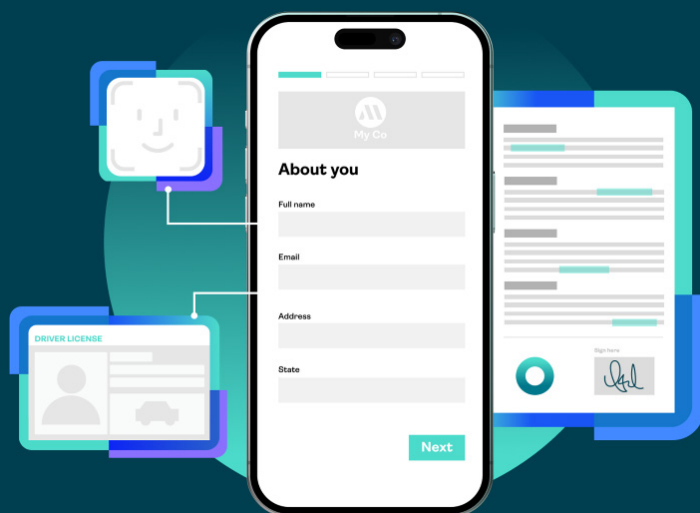 My Co
About you
Full name
Email
Address
State
Next
DRIVER LICENSE
Sign here